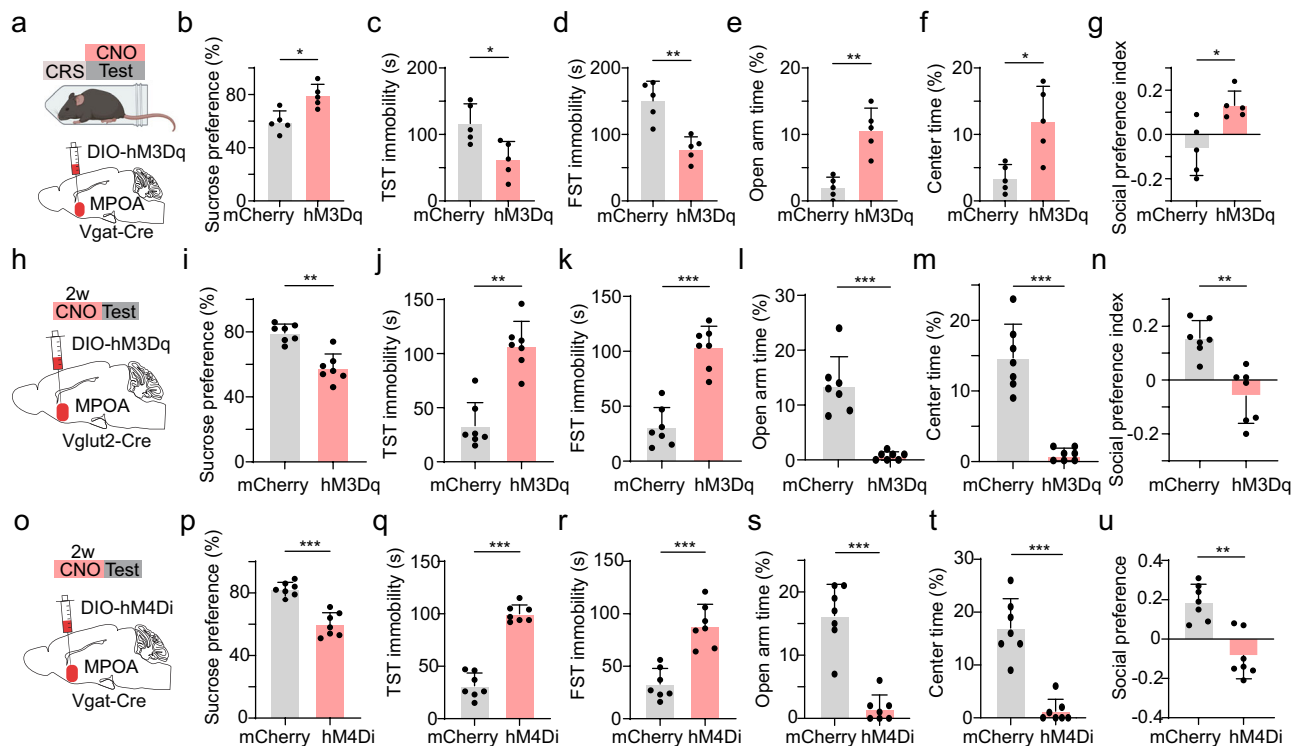 a
CNO
CRS Test
DIO-hM3Dq
MPOA
Vgat-Cre
b
Sucrose preference (%)
80
40
0
*
mCherry hM3Dq
c
TST immobility (s)
200
100
0
*
mCherry hM3Dq
d
FST immobility (s)
200
100
0
**
mCherry hM3Dq
e
Open arm time (%)
20
10
0
**
mCherry hM3Dq
f
Center time (%)
20
10
0
*
mCherry hM3Dq
g
Social preference index
0.2
0.0
-0.2
*
mCherry hM3Dq
h
2w
CNO Test
DIO-hM3Dq
MPOA
Vglut2-Cre
i
Sucrose preference (%)
80
40
0
**
mCherry hM3Dq
j
TST immobility (s)
150
100
50
0
**
mCherry hM3Dq
k
FST immobility (s)
150
100
50
0
***
mCherry hM3Dq
l
Open arm time (%)
30
20
10
0
***
mCherry hM3Dq
m
Center time (%)
20
10
0
***
mCherry hM3Dq
n
Social preference index
0.2
0
-0.2
**
mCherry hM3Dq
o
2w
CNO Test
DIO-hM4Di
MPOA
Vgat-Cre
p
Sucrose preference (%)
80
40
0
***
mCherry hM4Di
q
TST immobility (s)
150
100
50
0
***
mCherry hM4Di
r
FST immobility (s)
150
100
50
0
***
mCherry hM4Di
s
Open arm time (%)
30
20
10
0
***
mCherry hM4Di
t
Center time (%)
30
20
10
0
***
mCherry hM4Di
u
Social preference
0.4
0.2
0
-0.2
-0.4
**
mCherry hM4Di